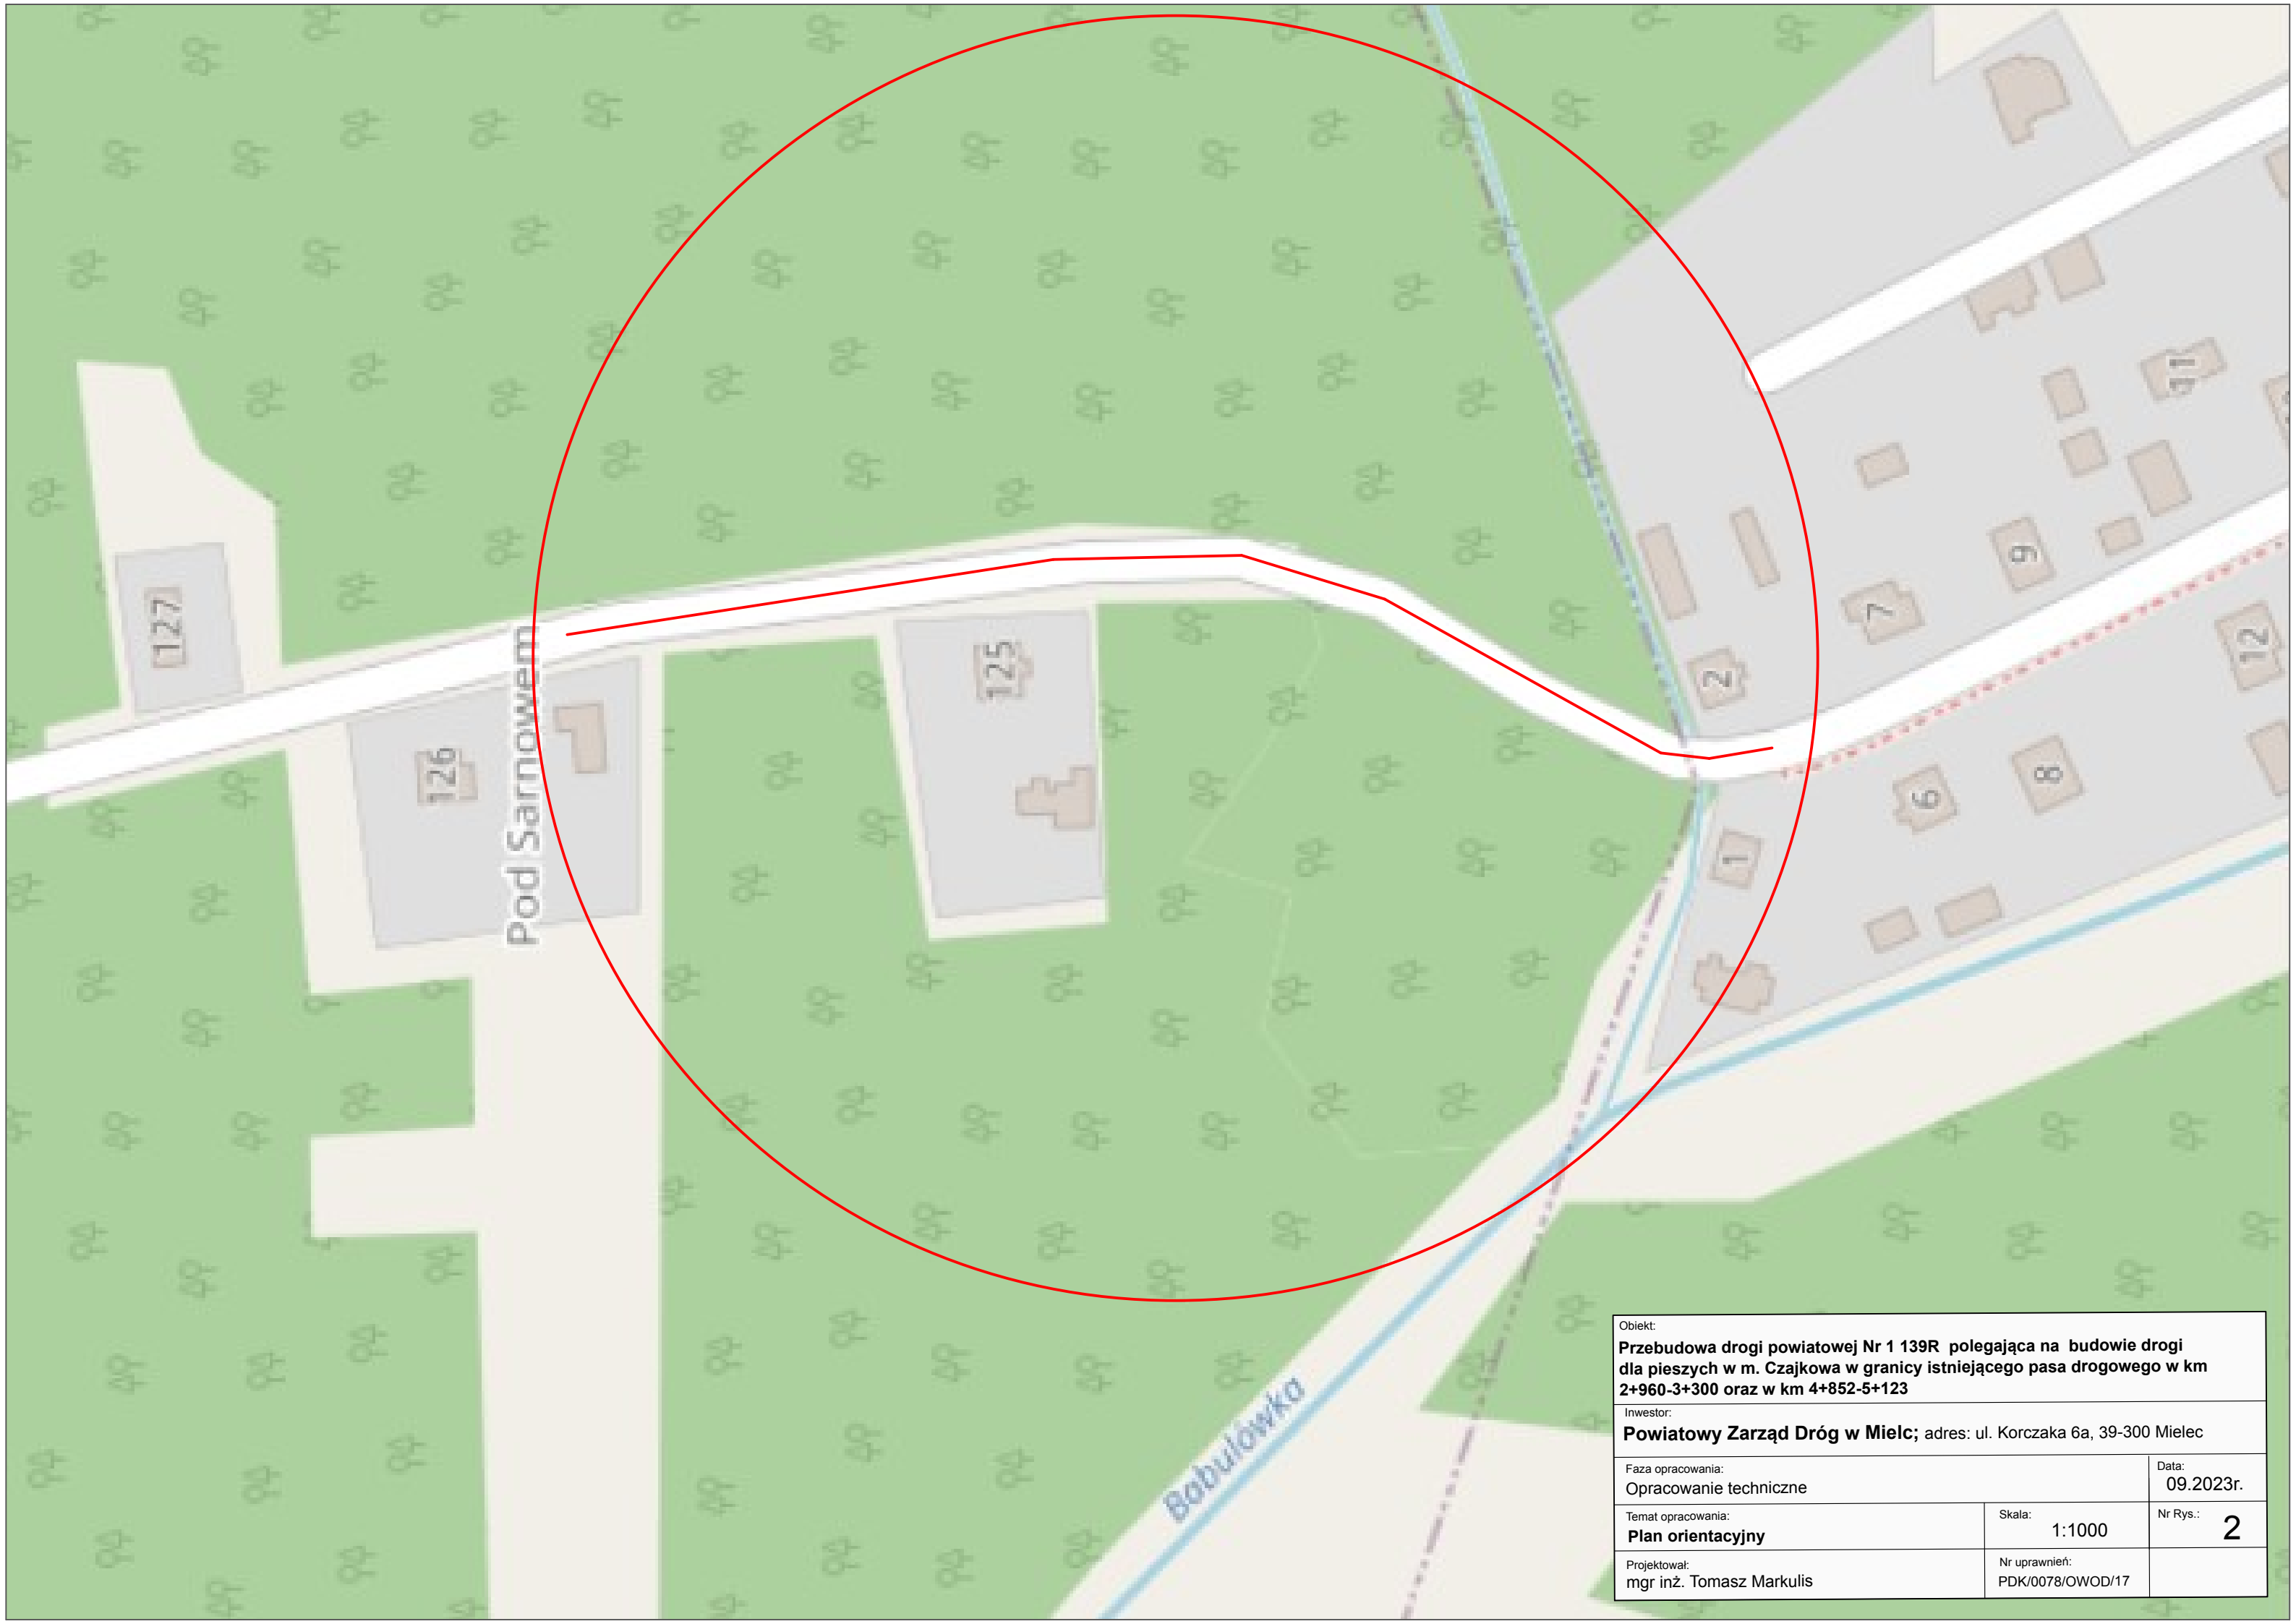 127
126
Pod Sarnowem
125
2
7
9
11
12
8
6
1
Babulówka
Obiekt:
Przebudowa drogi powiatowej Nr 1 139R polegająca na budowie drogi
dla pieszych w m. Czajkowa w granicy istniejącego pasa drogowego w km
2+960-3+300 oraz w km 4+852-5+123
Inwestor:
Powiatowy Zarząd Dróg w Mielc; adres: ul. Korczaka 6a, 39-300 Mielec
Faza opracowania:
Opracowanie techniczne
Data:
09.2023r.
Temat opracowania:
Plan orientacyjny
Skala:
1:1000
Nr Rys.:
2
Projektował:
mgr inż. Tomasz Markulis
Nr uprawnień:
PDK/0078/OWOD/17